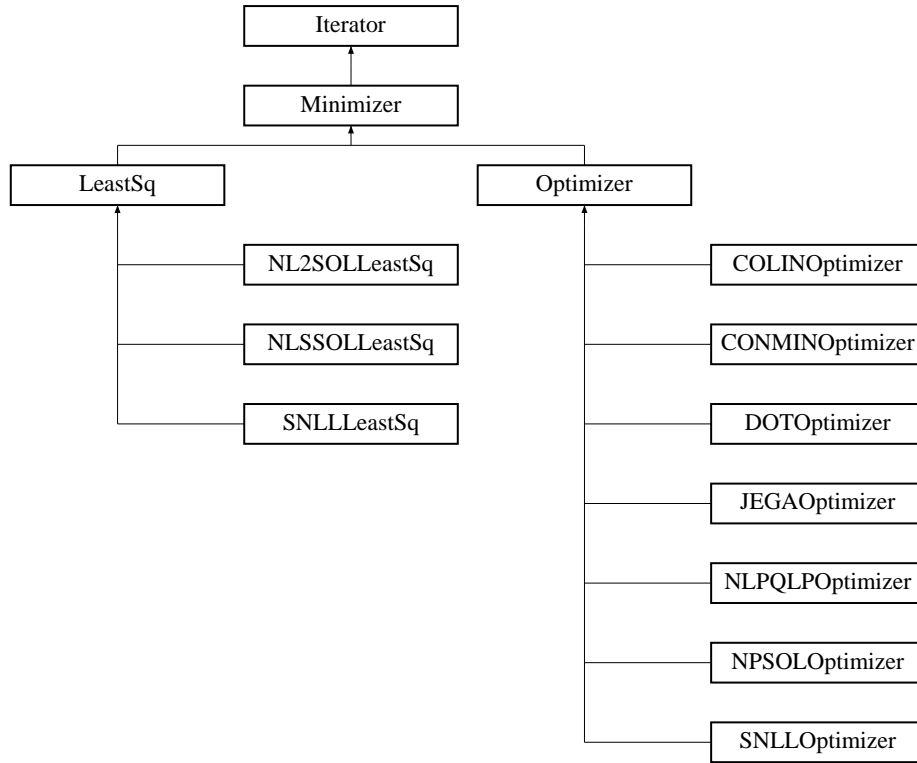 Iterator
Minimizer
LeastSq
Optimizer
NL2SOLLeastSq
COLINOptimizer
NLSSOLLeastSq
CONMINOptimizer
SNLLLeastSq
DOTOptimizer
JEGAOptimizer
NLPQLPOptimizer
NPSOLOptimizer
SNLLOptimizer